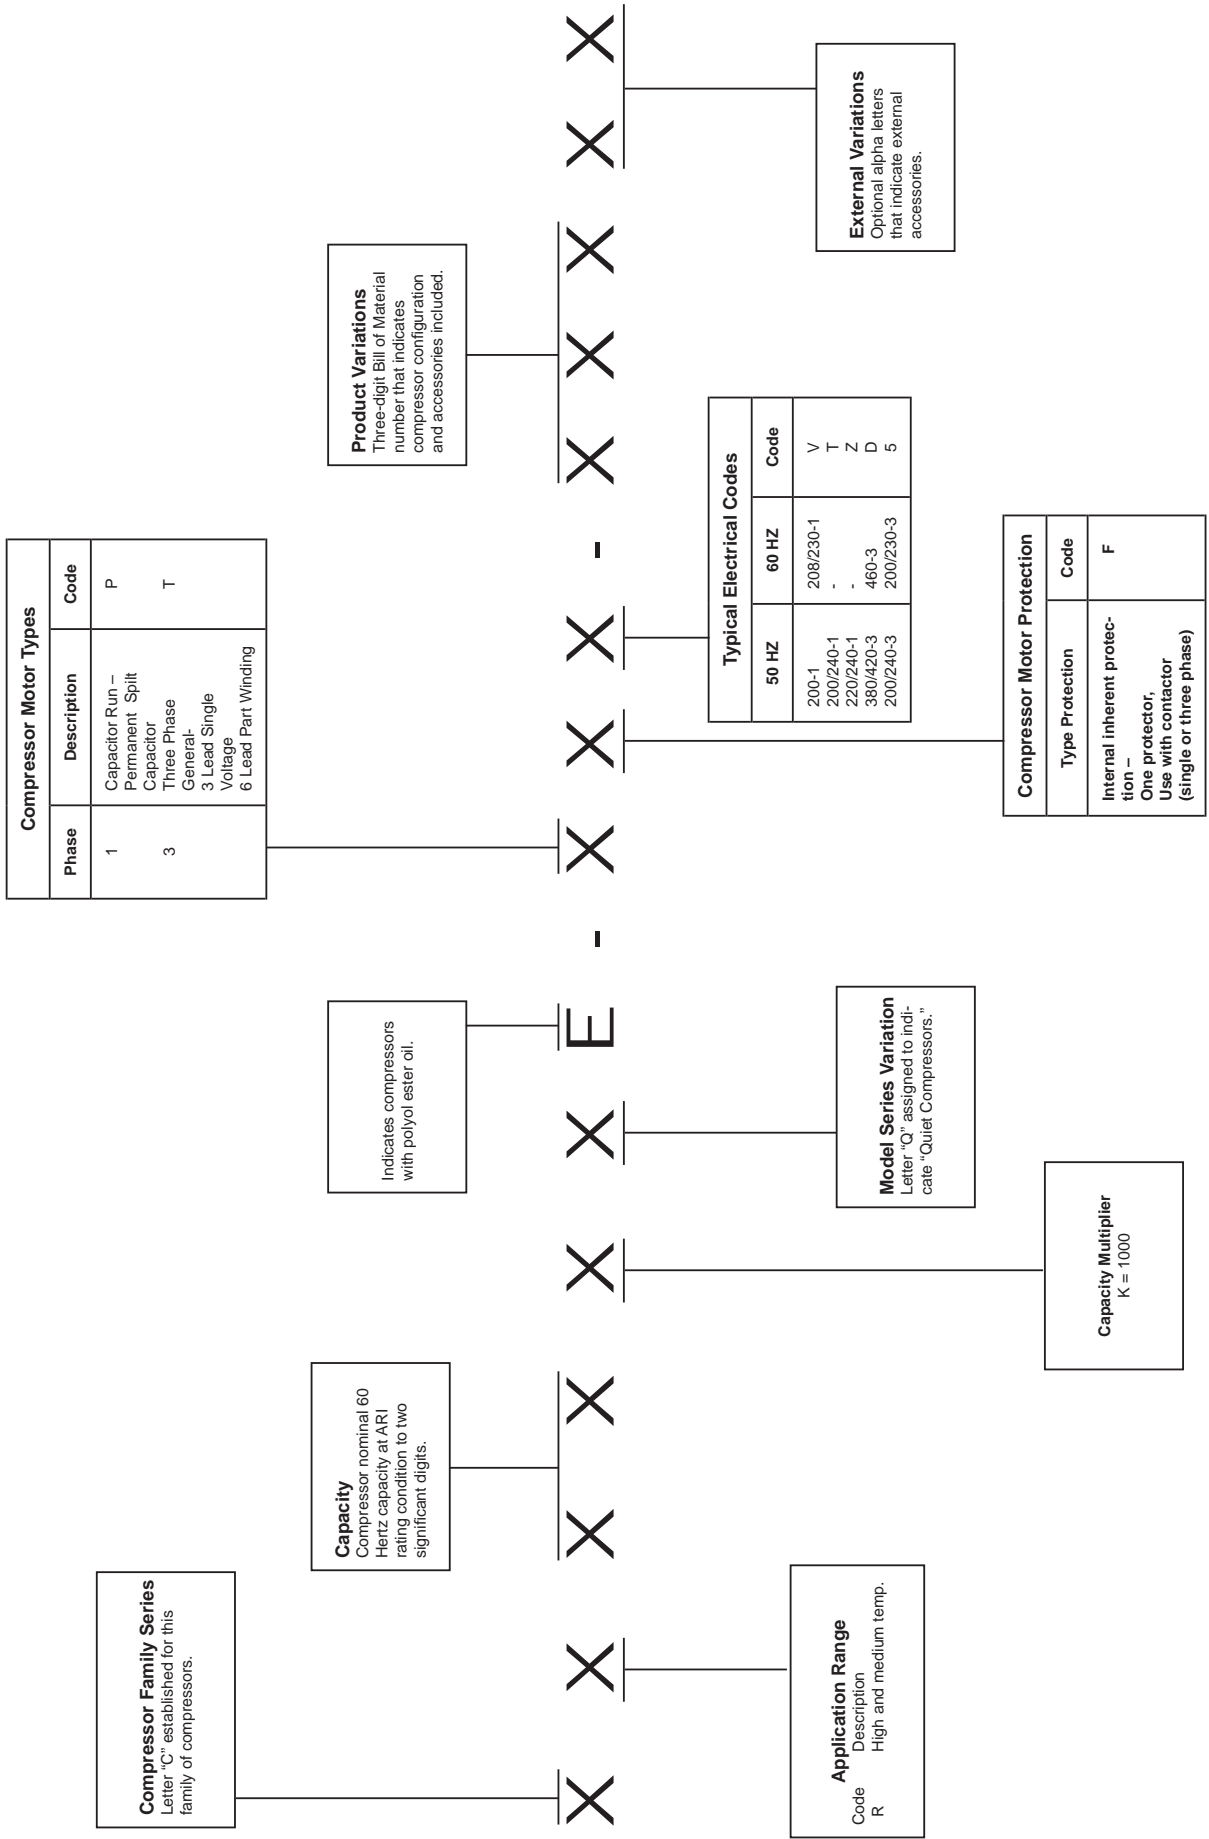 Compressor Family Series
Letter “C” established for this
family of compressors.
Capacity
Compressor nominal 60
Hertz capacity at ARI
rating condition to two
significant digits.
Indicates compressors
with polyol ester oil.
Compressor Motor Types
Phase Description Code
1 Capacitor Run – P
Permanent Spilt
Capacitor
3 Three Phase T
General-
3 Lead Single
Voltage
6 Lead Part Winding
Product Variations
Three-digit Bill of Material
number that indicates
compressor configuration
and accessories included.
X X X X X X E - X X X - X X X X X
Application Range
Code Description
R High and medium temp.
Capacity Multiplier
K = 1000
Model Series Variation
Letter “Q” assigned to indi-
cate “Quiet Compressors.”
Compressor Motor Protection
Type Protection Code
Internal inherent protec- F
tion –
One protector,
Use with contactor
(single or three phase)
Typical Electrical Codes
50 HZ 60 HZ Code
200-1 208/230-1 V
200/240-1 - T
220/240-1 - Z
380/420-3 460-3 D
200/240-3 200/230-3 5
External Variations
Optional alpha letters
that indicate external
accessories.